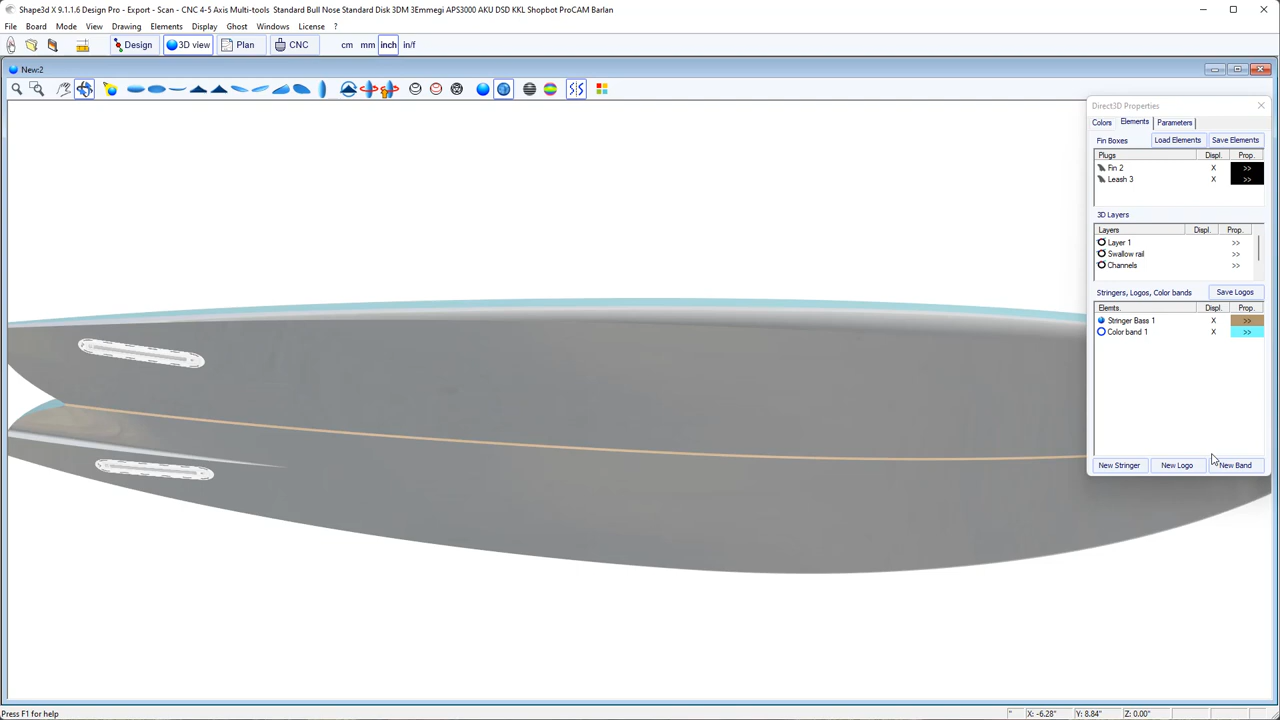 Shape3d X 9.1.1.6 Design Pro - Export - Scan - CNC 4-5 Axis Multi-tools Standard Bull Nose Standard Disk 3DM 3Emmegi APS3000 AKU DSD KKL Shopbot ProCAM Barlan
File Board Mode View Drawing Elements Display Ghost Windows License ?
Design 3D view Plan CNC cm mm inch in/f
New:2
Direct3D Properties
Colors Elements Parameters
Fin Boxes Load Elements Save Elements
Plugs Displ. Prop.
Fin 2 X >>
Leash 3 X >>
3D Layers
Layers Displ. Prop.
Layer 1 >>
Swallow rail >>
Channels >>
Stringers, Logos, Color bands Save Logos
Elemts. Displ. Prop.
Stringer Bass 1 X >>
Color band 1 X >>
New Stringer New Logo New Band
Press F1 for help " X: -6.28" Y: 8.84" Z: 0.00"